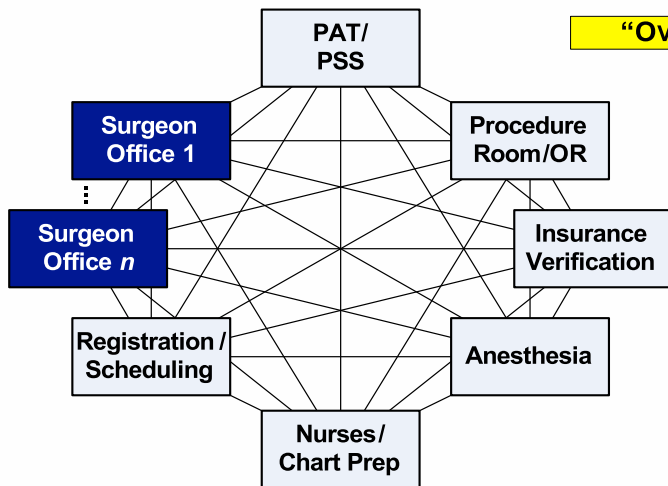 PAT/
PSS
“Ov
Surgeon
Office 1
Procedure
Room/OR
Surgeon
Office n
Insurance
Verification
Registration/
Scheduling
Anesthesia
Nurses/
Chart Prep